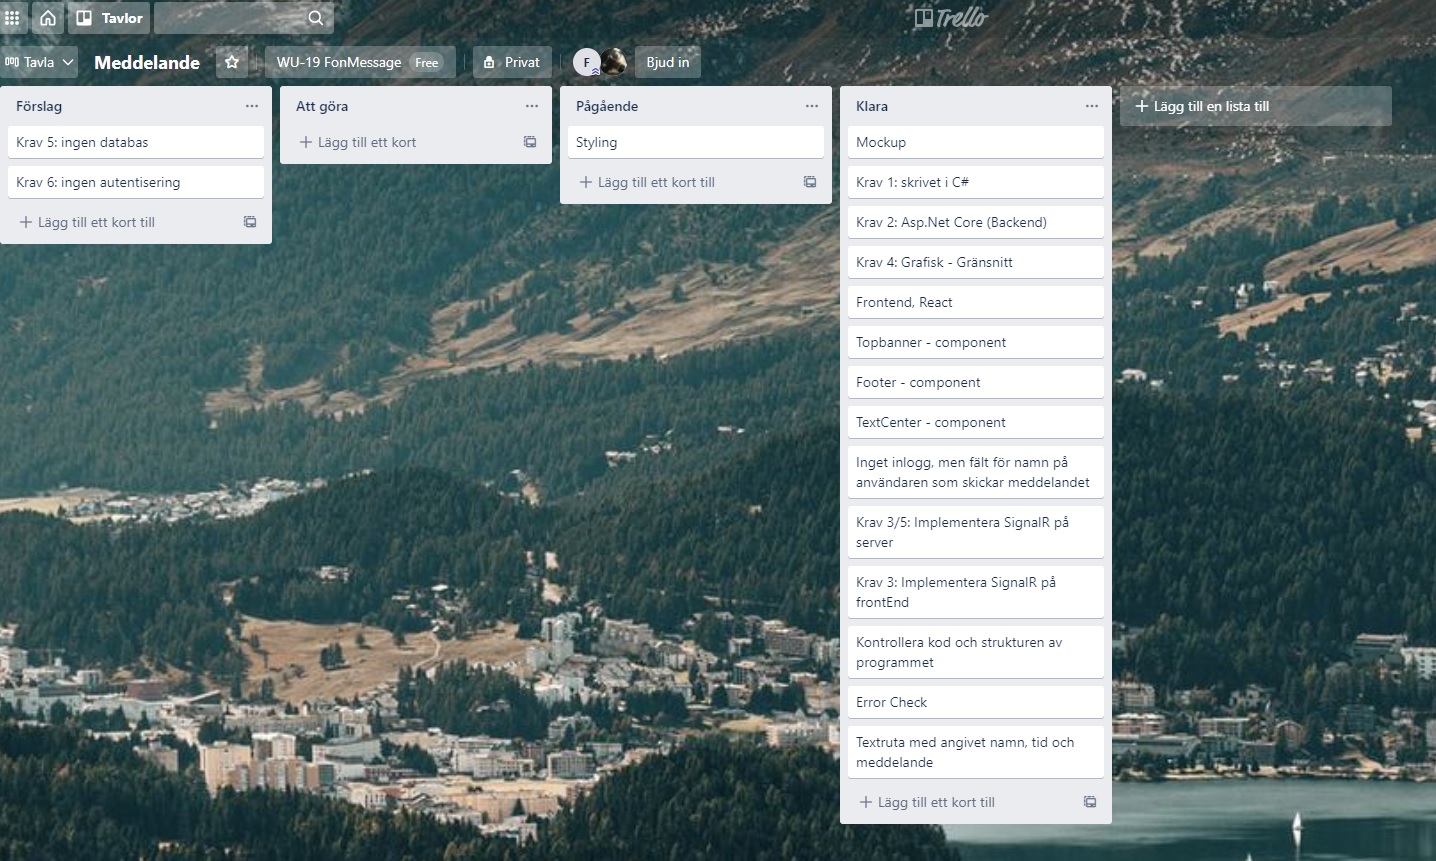 Tavlor
Trello
Tavla
Meddelande
WU-19 FonMessage Free
Privat
F
Bjud in
Förslag
Krav 5: ingen databas
Krav 6: ingen autentisering
Lägg till ett kort till
Att göra
Lägg till ett kort
Pågående
Styling
Lägg till ett kort till
Klara
Mockup
Krav 1: skrivet i C#
Krav 2: Asp.Net Core (Backend)
Krav 4: Grafisk - Gränsnitt
Frontend, React
Topbanner - component
Footer - component
TextCenter - component
Inget inlogg, men fält för namn på
användaren som skickar meddelandet
Krav 3/5: Implementera SignalR på
server
Krav 3: Implementera SignalR på
frontEnd
Kontrollera kod och strukturen av
programmet
Error Check
Textruta med angivet namn, tid och
meddelande
Lägg till ett kort till
Lägg till en lista till